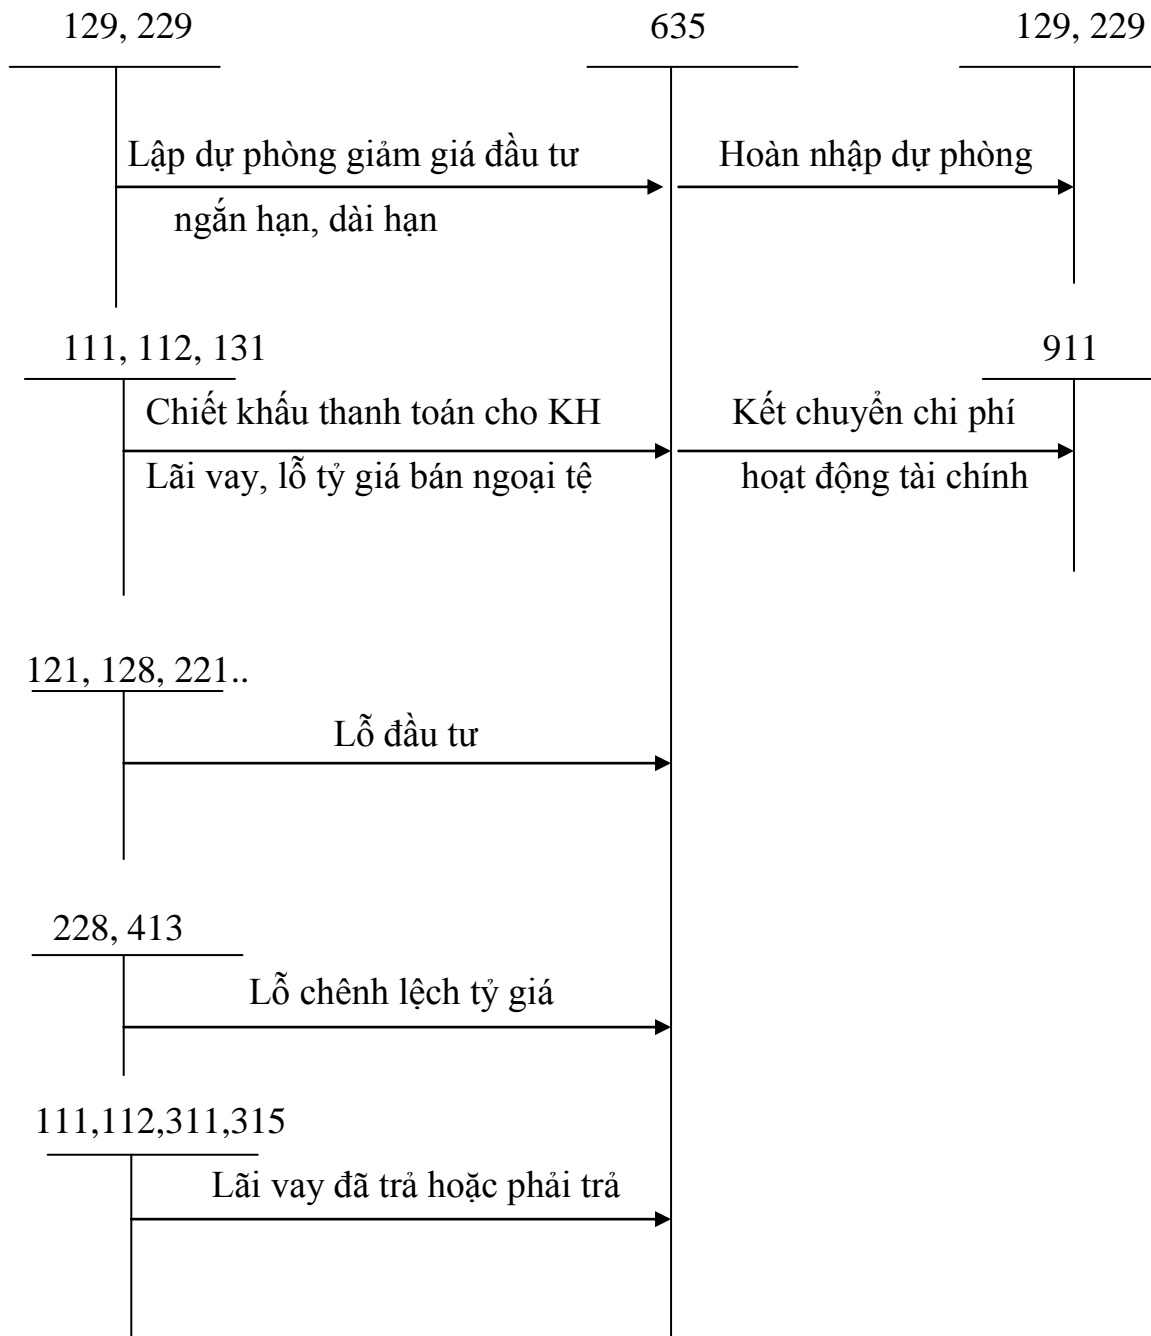 129, 229
635
129, 229
Lập dự phòng giảm giá đầu tư
ngắn hạn, dài hạn
Hoàn nhập dự phòng
111, 112, 131
911
Chiết khấu thanh toán cho KH
Lãi vay, lỗ tỷ giá bán ngoại tệ
Kết chuyển chi phí
hoạt động tài chính
121, 128, 221..
Lỗ đầu tư
228, 413
Lỗ chênh lệch tỷ giá
111,112,311,315
Lãi vay đã trả hoặc phải trả